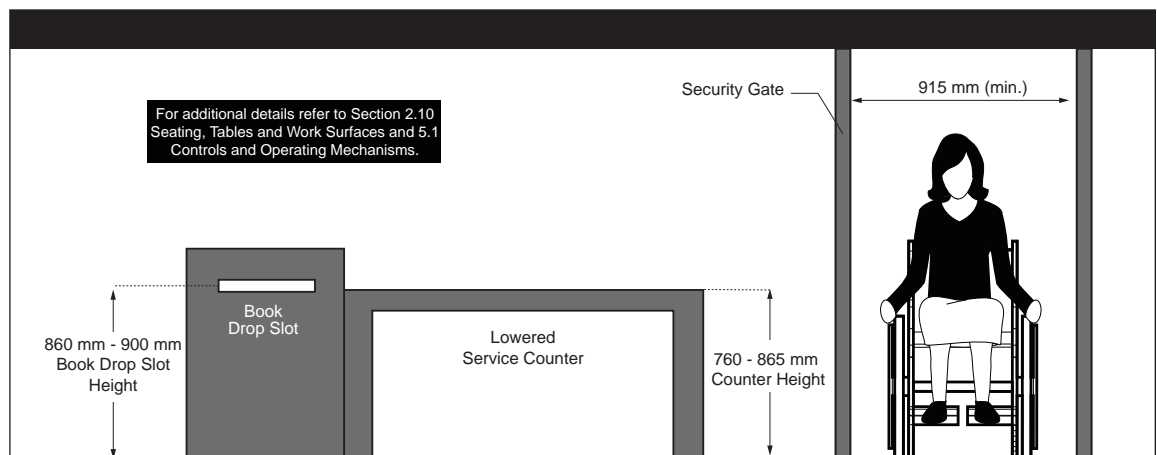 For additional details refer to Section 2.10
Seating, Tables and Work Surfaces and 5.1
Controls and Operating Mechanisms.
Security Gate
915 mm (min.)
Book
Drop Slot
860 mm - 900 mm
Book Drop Slot
Height
Lowered
Service Counter
760 - 865 mm
Counter Height